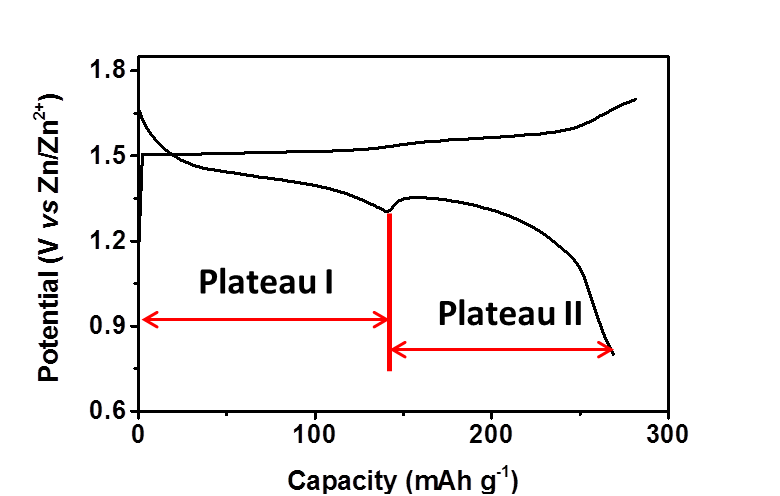 1.8
1.5
1.2
0.9
0.6
Potential (V vs Zn/Zn²⁺)
Plateau I
Plateau II
0
100
200
300
Capacity (mAh g⁻¹)